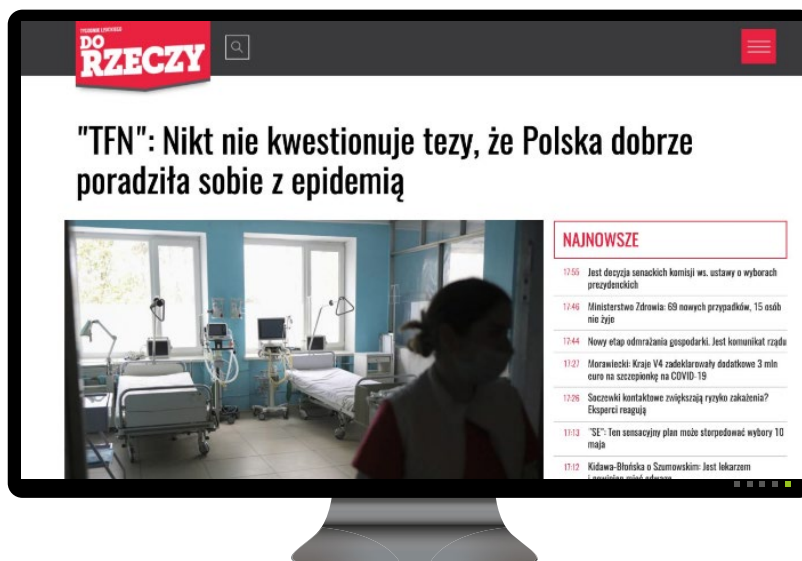 TYGODNIK LISICKIEGO
DO
RZECZY
"TFN": Nikt nie kwestionuje tezy, że Polska dobrze
poradziła sobie z epidemią
NAJNOWSZE
17:55 Jest decyzja senackich komisji ws. ustawy o wyborach
prezydenckich
17:46 Ministerstwo Zdrowia: 69 nowych przypadków, 15 osób
nie żyje
17:44 Nowy etap odmrażania gospodarki. Jest komunikat rządu
17:27 Morawiecki: Kraje V4 zadeklarowały dodatkowe 3 mln
euro na szczepionkę na COVID-19
17:26 Soczewki kontaktowe zwiększają ryzyko zakażenia?
Eksperci reagują
17:13 "SE": Ten sensacyjny plan może storpedować wybory 10
maja
17:12 Kidawa-Błońska o Szumowskim: Jest lekarzem
i powinien mieć odwagę